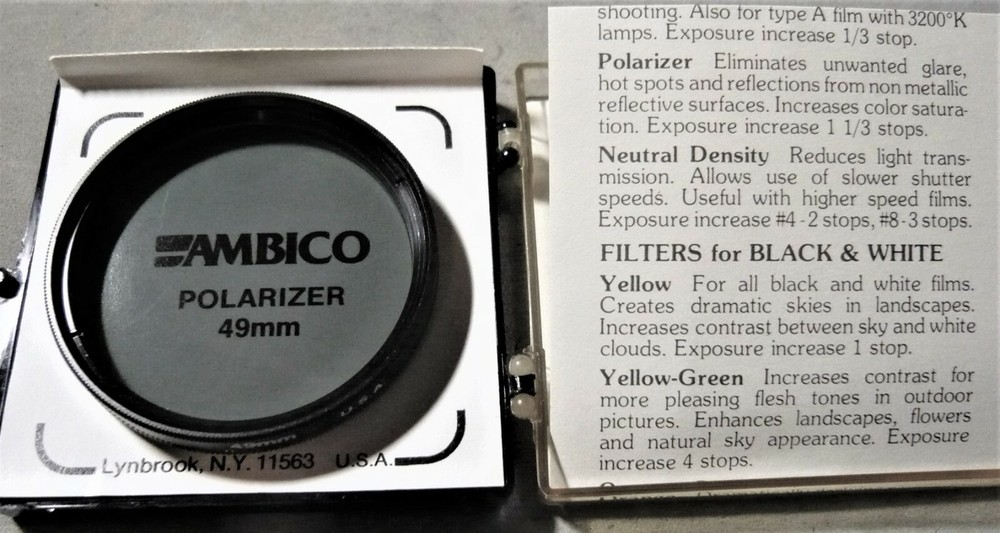 AMBICO
POLARIZER
49mm
U.S.A
49mm
Lynbrook, N.Y. 11563 U.S.A.
shooting. Also for type A film with 3200°K
lamps. Exposure increase 1/3 stop.
Polarizer Eliminates unwanted glare,
hot spots and reflections from non metallic
reflective surfaces. Increases color satura-
tion. Exposure increase 1 1/3 stops.
Neutral Density Reduces light trans-
mission. Allows use of slower shutter
speeds. Useful with higher speed films.
Exposure increase #4-2 stops, #8-3 stops.
FILTERS for BLACK & WHITE
Yellow For all black and white films.
Creates dramatic skies in landscapes.
Increases contrast between sky and white
clouds. Exposure increase 1 stop.
Yellow-Green Increases contrast for
more pleasing flesh tones in outdoor
pictures. Enhances landscapes, flowers
and natural sky appearance. Exposure
increase 4 stops.